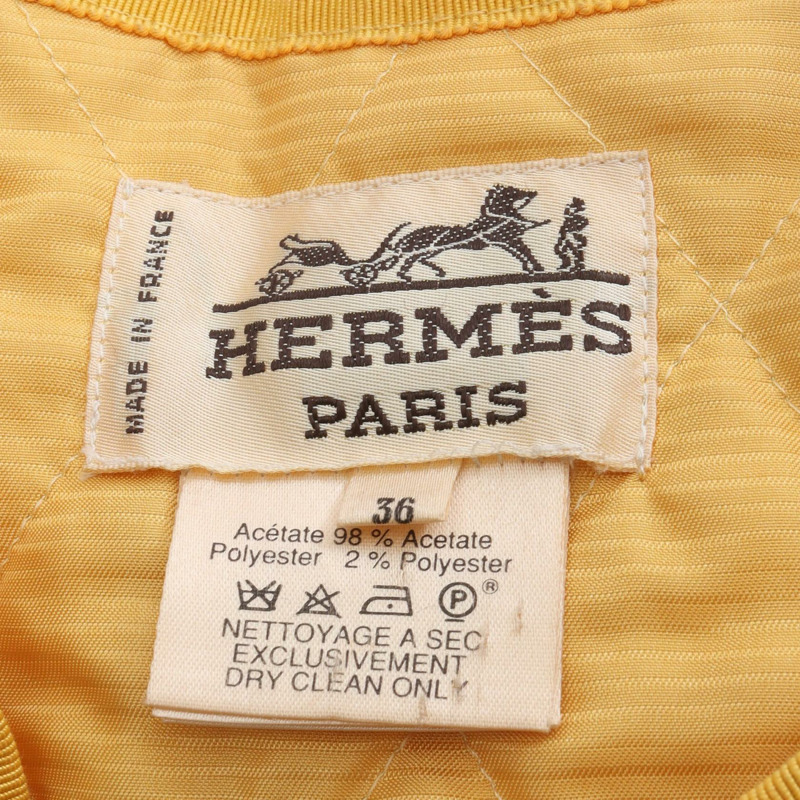 MADE IN FRANCE
HERMÈS
PARIS
36
Acétate 98 % Acetate
Polyester 2 % Polyester
P ®
NETTOYAGE A SEC
EXCLUSIVEMENT
DRY CLEAN ONLY